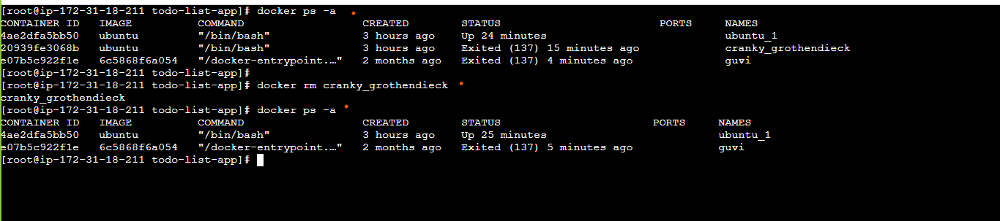 [root@ip-172-31-18-211 todo-list-app]# docker ps -a
CONTAINER ID   IMAGE          COMMAND                  CREATED        STATUS                        PORTS     NAMES
4ae2dfa5bb50   ubuntu         "/bin/bash"              3 hours ago    Up 24 minutes                           ubuntu_1
20939fe3068b   ubuntu         "/bin/bash"              3 hours ago    Exited (137) 15 minutes ago             cranky_grothendieck
e07b5c922f1e   6c5868f6a054   "/docker-entrypoint.…"   2 months ago   Exited (137) 4 minutes ago              guvi
[root@ip-172-31-18-211 todo-list-app]#
[root@ip-172-31-18-211 todo-list-app]# docker rm cranky_grothendieck
cranky_grothendieck
[root@ip-172-31-18-211 todo-list-app]# docker ps -a
CONTAINER ID   IMAGE          COMMAND                  CREATED        STATUS                       PORTS     NAMES
4ae2dfa5bb50   ubuntu         "/bin/bash"              3 hours ago    Up 25 minutes                          ubuntu_1
e07b5c922f1e   6c5868f6a054   "/docker-entrypoint.…"   2 months ago   Exited (137) 5 minutes ago             guvi
[root@ip-172-31-18-211 todo-list-app]#